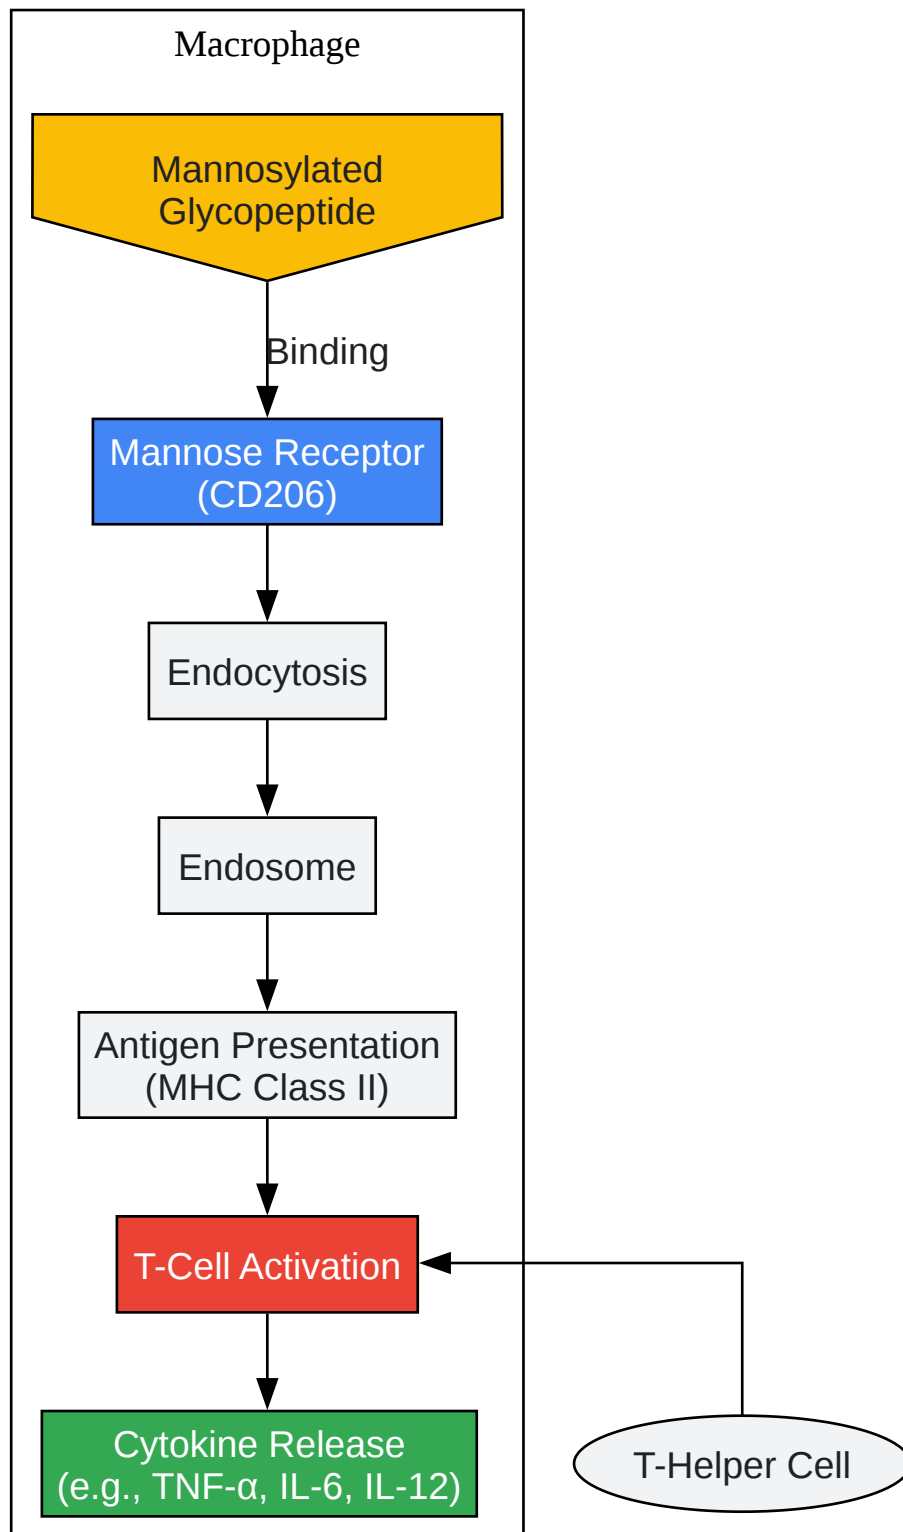 Macrophage
Mannosylated
Glycopeptide
Binding
Mannose Receptor
(CD206)
Endocytosis
Endosome
Antigen Presentation
(MHC Class II)
T-Cell Activation
Cytokine Release
(e.g., TNF-α, IL-6, IL-12)
T-Helper Cell